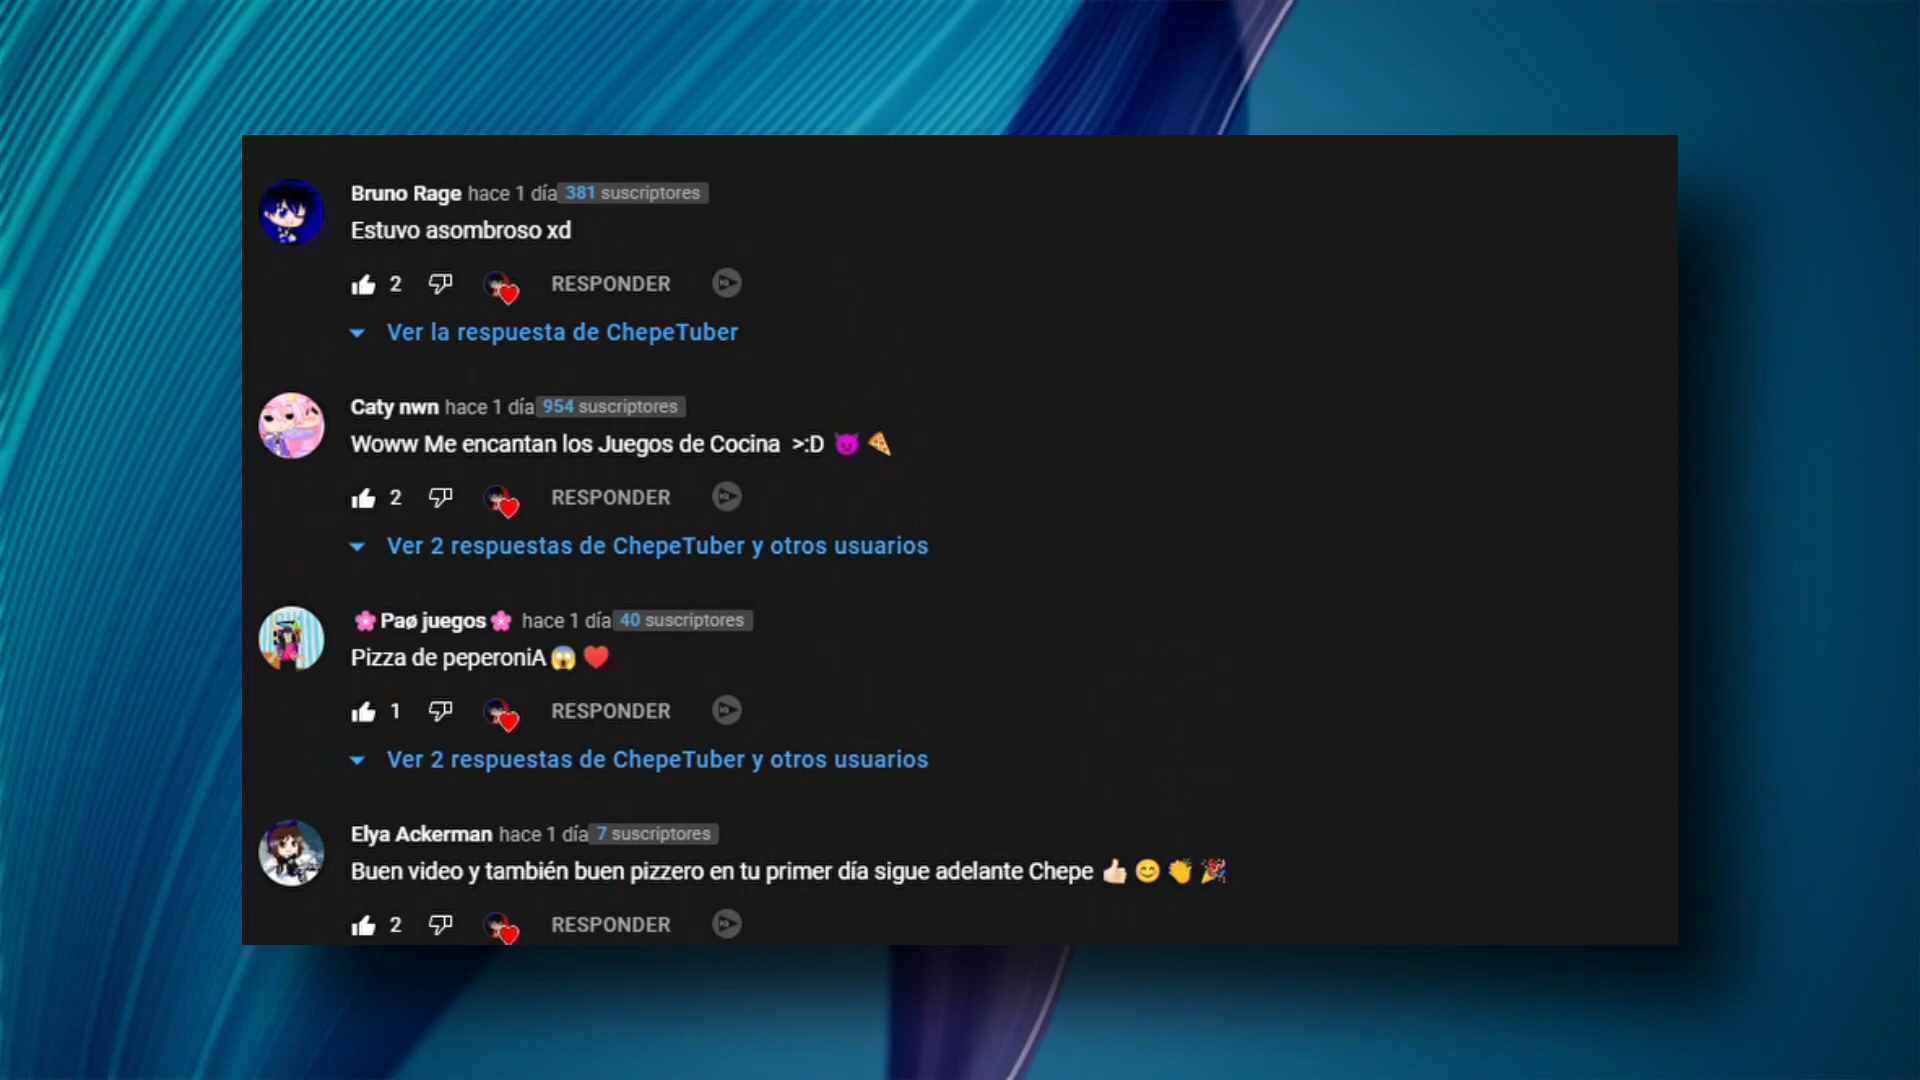 Bruno Rage hace 1 día 381 suscriptores
Estuvo asombroso xd
2 RESPONDER
Ver la respuesta de ChepeTuber
Caty nwn hace 1 día 954 suscriptores
Woww Me encantan los Juegos de Cocina >:D 😈 🍕
2 RESPONDER
Ver 2 respuestas de ChepeTuber y otros usuarios
🌸Paø juegos🌸 hace 1 día 40 suscriptores
Pizza de peperoniA😱 ❤️
1 RESPONDER
Ver 2 respuestas de ChepeTuber y otros usuarios
Elya Ackerman hace 1 día 7 suscriptores
Buen video y también buen pizzero en tu primer día sigue adelante Chepe 👍🏻 😊 👏 🎉
2 RESPONDER